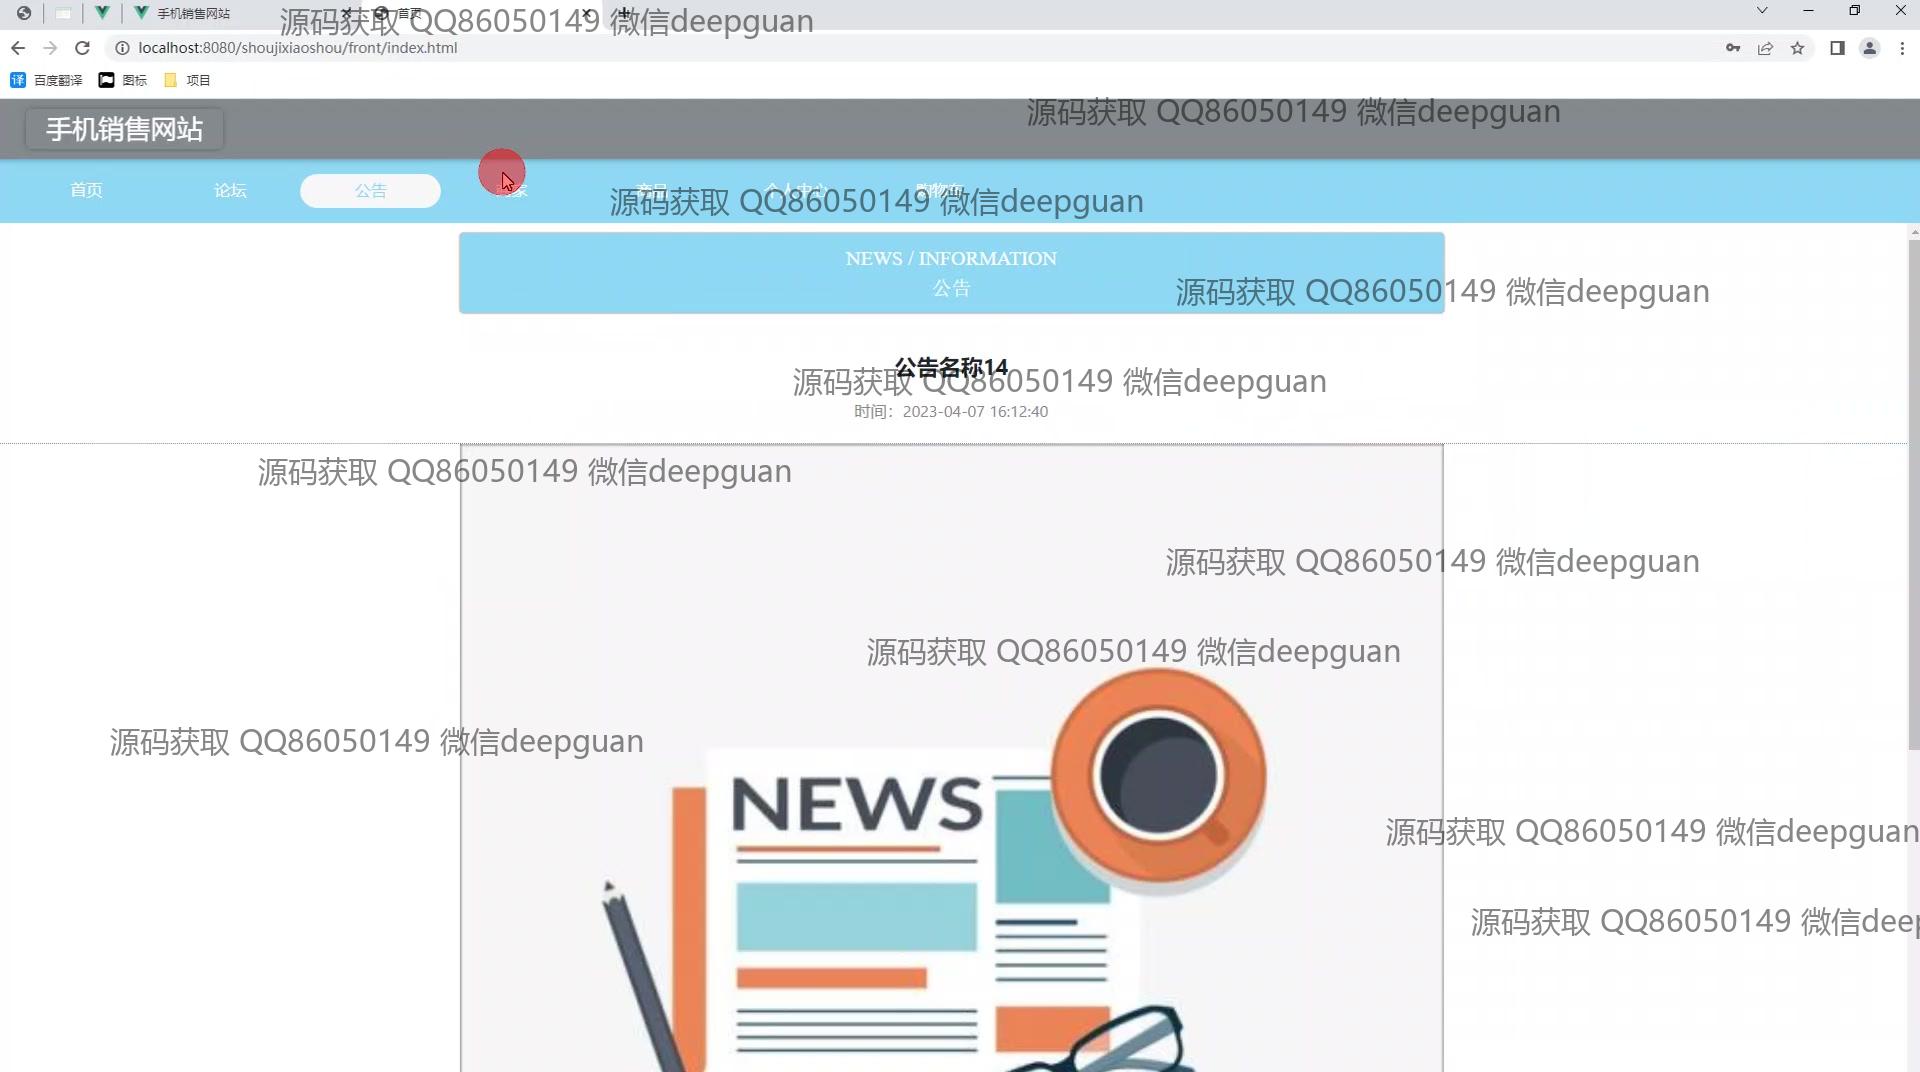 手机销售网站
首页
源码获取 QQ86050149 微信deepguan
localhost:8080/shoujixiaoshou/front/index.html
百度翻译
图标
项目
源码获取 QQ86050149 微信deepguan
手机销售网站
首页
论坛
公告
产品
个人中心
源码获取 QQ86050149 微信deepguan
NEWS / INFORMATION
公告
源码获取 QQ86050149 微信deepguan
公告名称14
源码获取 QQ86050149 微信deepguan
时间：2023-04-07 16:12:40
源码获取 QQ86050149 微信deepguan
源码获取 QQ86050149 微信deepguan
源码获取 QQ86050149 微信deepguan
源码获取 QQ86050149 微信deepguan
NEWS
源码获取 QQ86050149 微信deepguan
源码获取 QQ86050149 微信deep